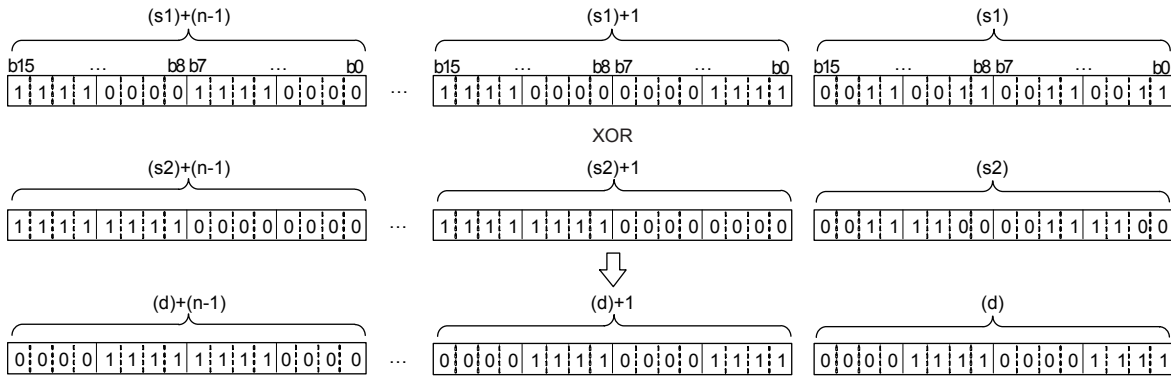 (s1)+(n-1) (s1)+1 (s1)
b15 ... b8 b7 ... b0 b15 ... b8 b7 ... b0 b15 ... b8 b7 ... b0
1 1 1 1 0 0 0 0 1 1 1 1 0 0 0 0 ... 1 1 1 1 0 0 0 0 0 0 0 0 1 1 1 1 0 0 1 1 0 0 1 1 0 0 1 1 0 0 1 1
XOR
(s2)+(n-1) (s2)+1 (s2)
1 1 1 1 1 1 1 1 0 0 0 0 0 0 0 0 ... 1 1 1 1 1 1 1 1 0 0 0 0 0 0 0 0 0 0 1 1 1 1 0 0 0 0 1 1 1 1 0 0
(d)+(n-1) (d)+1 (d)
0 0 0 0 1 1 1 1 1 1 1 1 0 0 0 0 ... 0 0 0 0 1 1 1 1 0 0 0 0 1 1 1 1 0 0 0 0 1 1 1 1 0 0 0 0 1 1 1 1